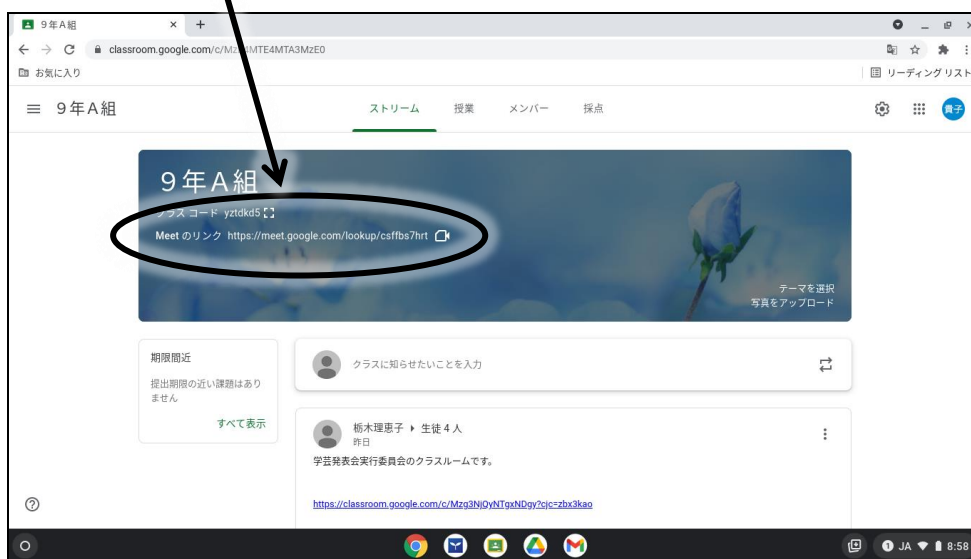 9年A組
classroom.google.com/c/Mz MTE4MTA3MzE0
お気に入り
リーディング リスト
9年A組
ストリーム 授業 メンバー 採点
貴子
9年A組
クラス コード yztdkd5
Meet のリンク https://meet.google.com/lookup/csffbs7hrt
テーマを選択
写真をアップロード
期限間近
提出期限の近い課題はあり
ません
すべて表示
クラスに知らせたいことを入力
栃木理恵子 ▸ 生徒 4 人
昨日
学芸発表会実行委員会のクラスルームです。
https://classroom.google.com/c/Mzg3NjQyNTgxNDgy?cjc=zbx3kao
1 JA 8:58